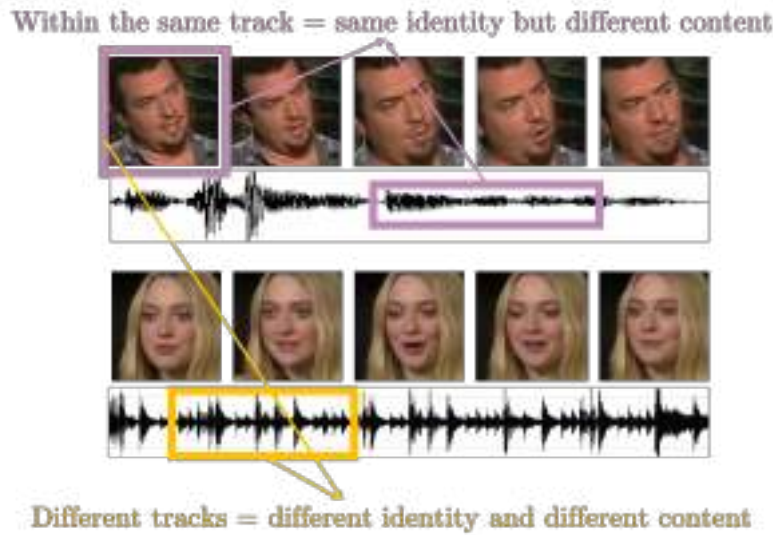 Within the same track = same identity but different content
Different tracks = different identity and different content